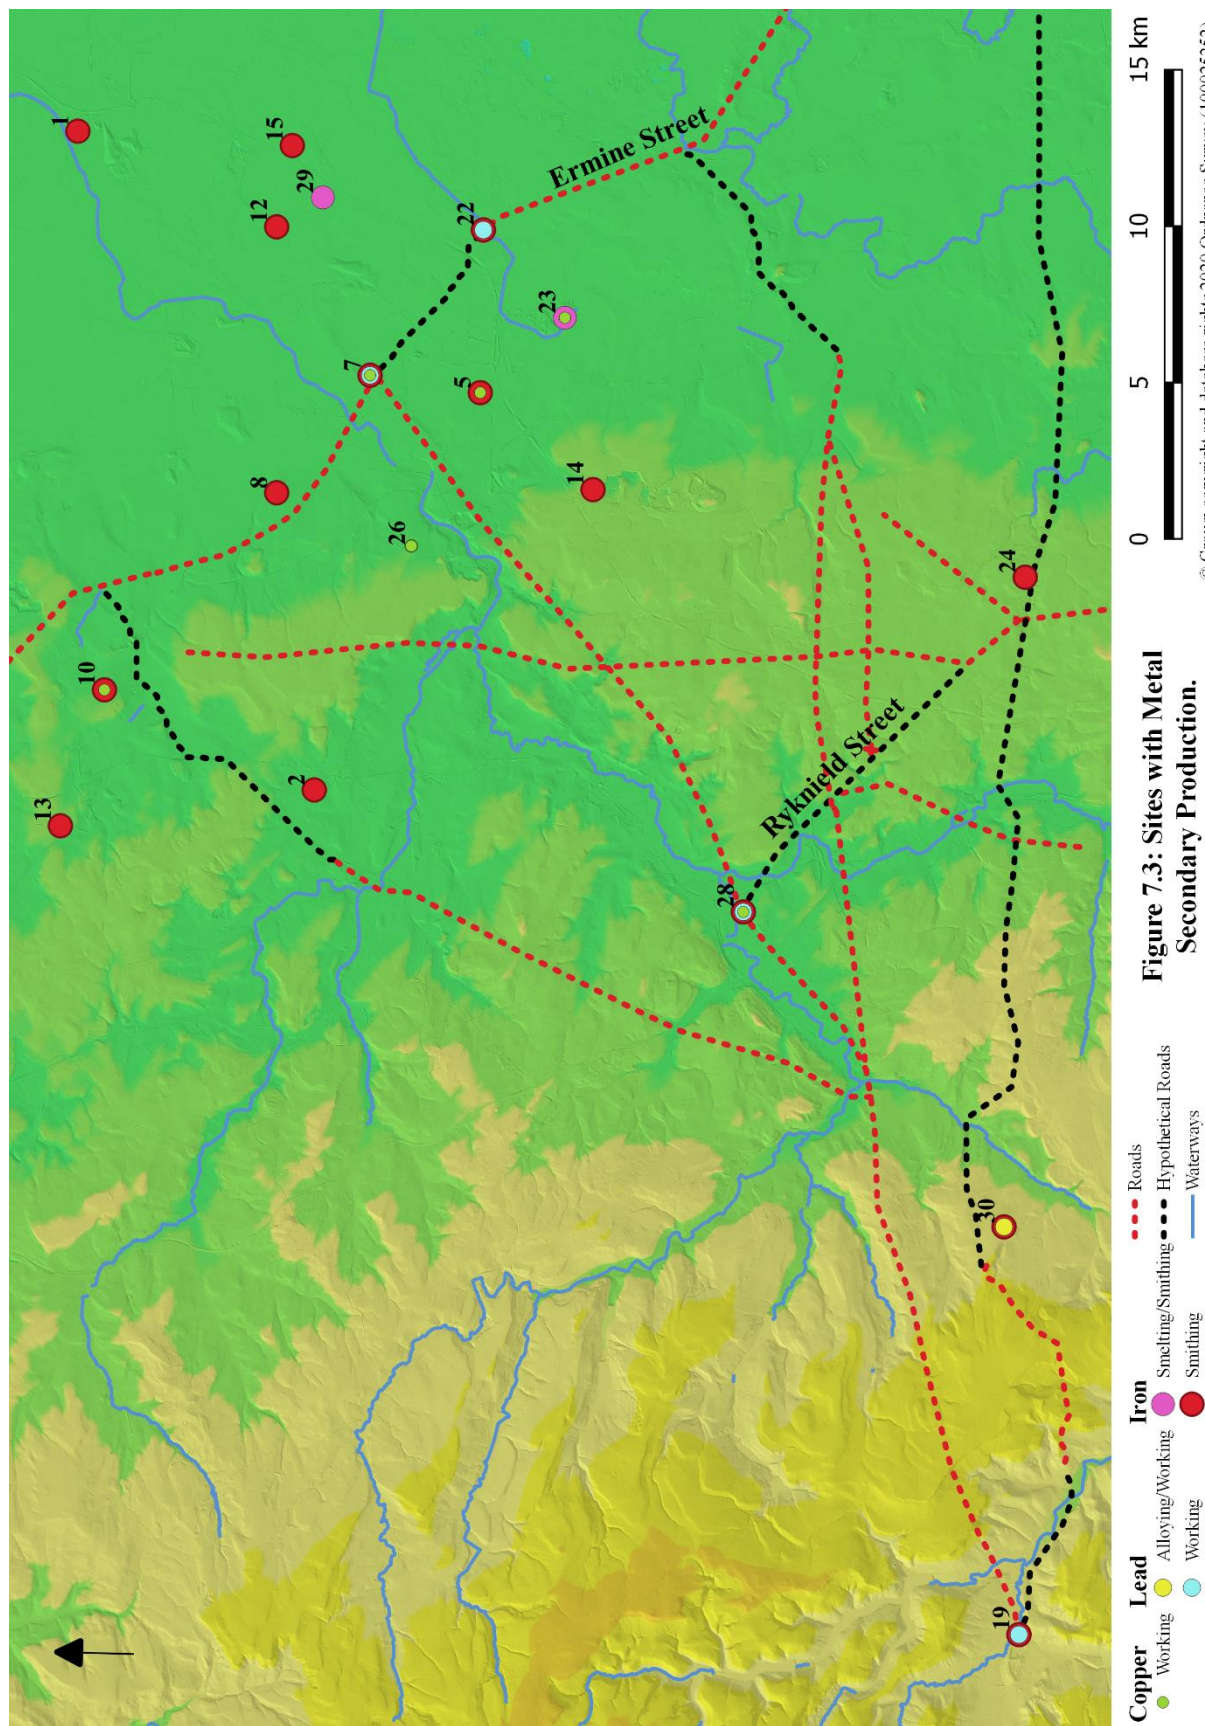 1
15
29
12
Ermine Street
22
7
23
5
8
14
26
10
24
2
13
Ryknield Street
28
30
19
15 km
10
5
0
Figure 7.3: Sites with Metal
Secondary Production.
Copper Lead Iron
Working Alloying/Working Smelting/Smithing Hypothetical Roads
Working Smithing Waterways
Roads